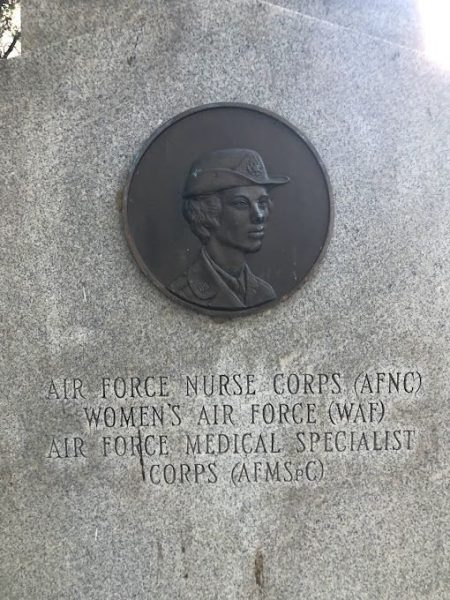 AIR FORCE NURSE CORPS (AFNC)
WOMEN'S AIR FORCE (WAF)
AIR FORCE MEDICAL SPECIALIST
CORPS (AFMSPC)